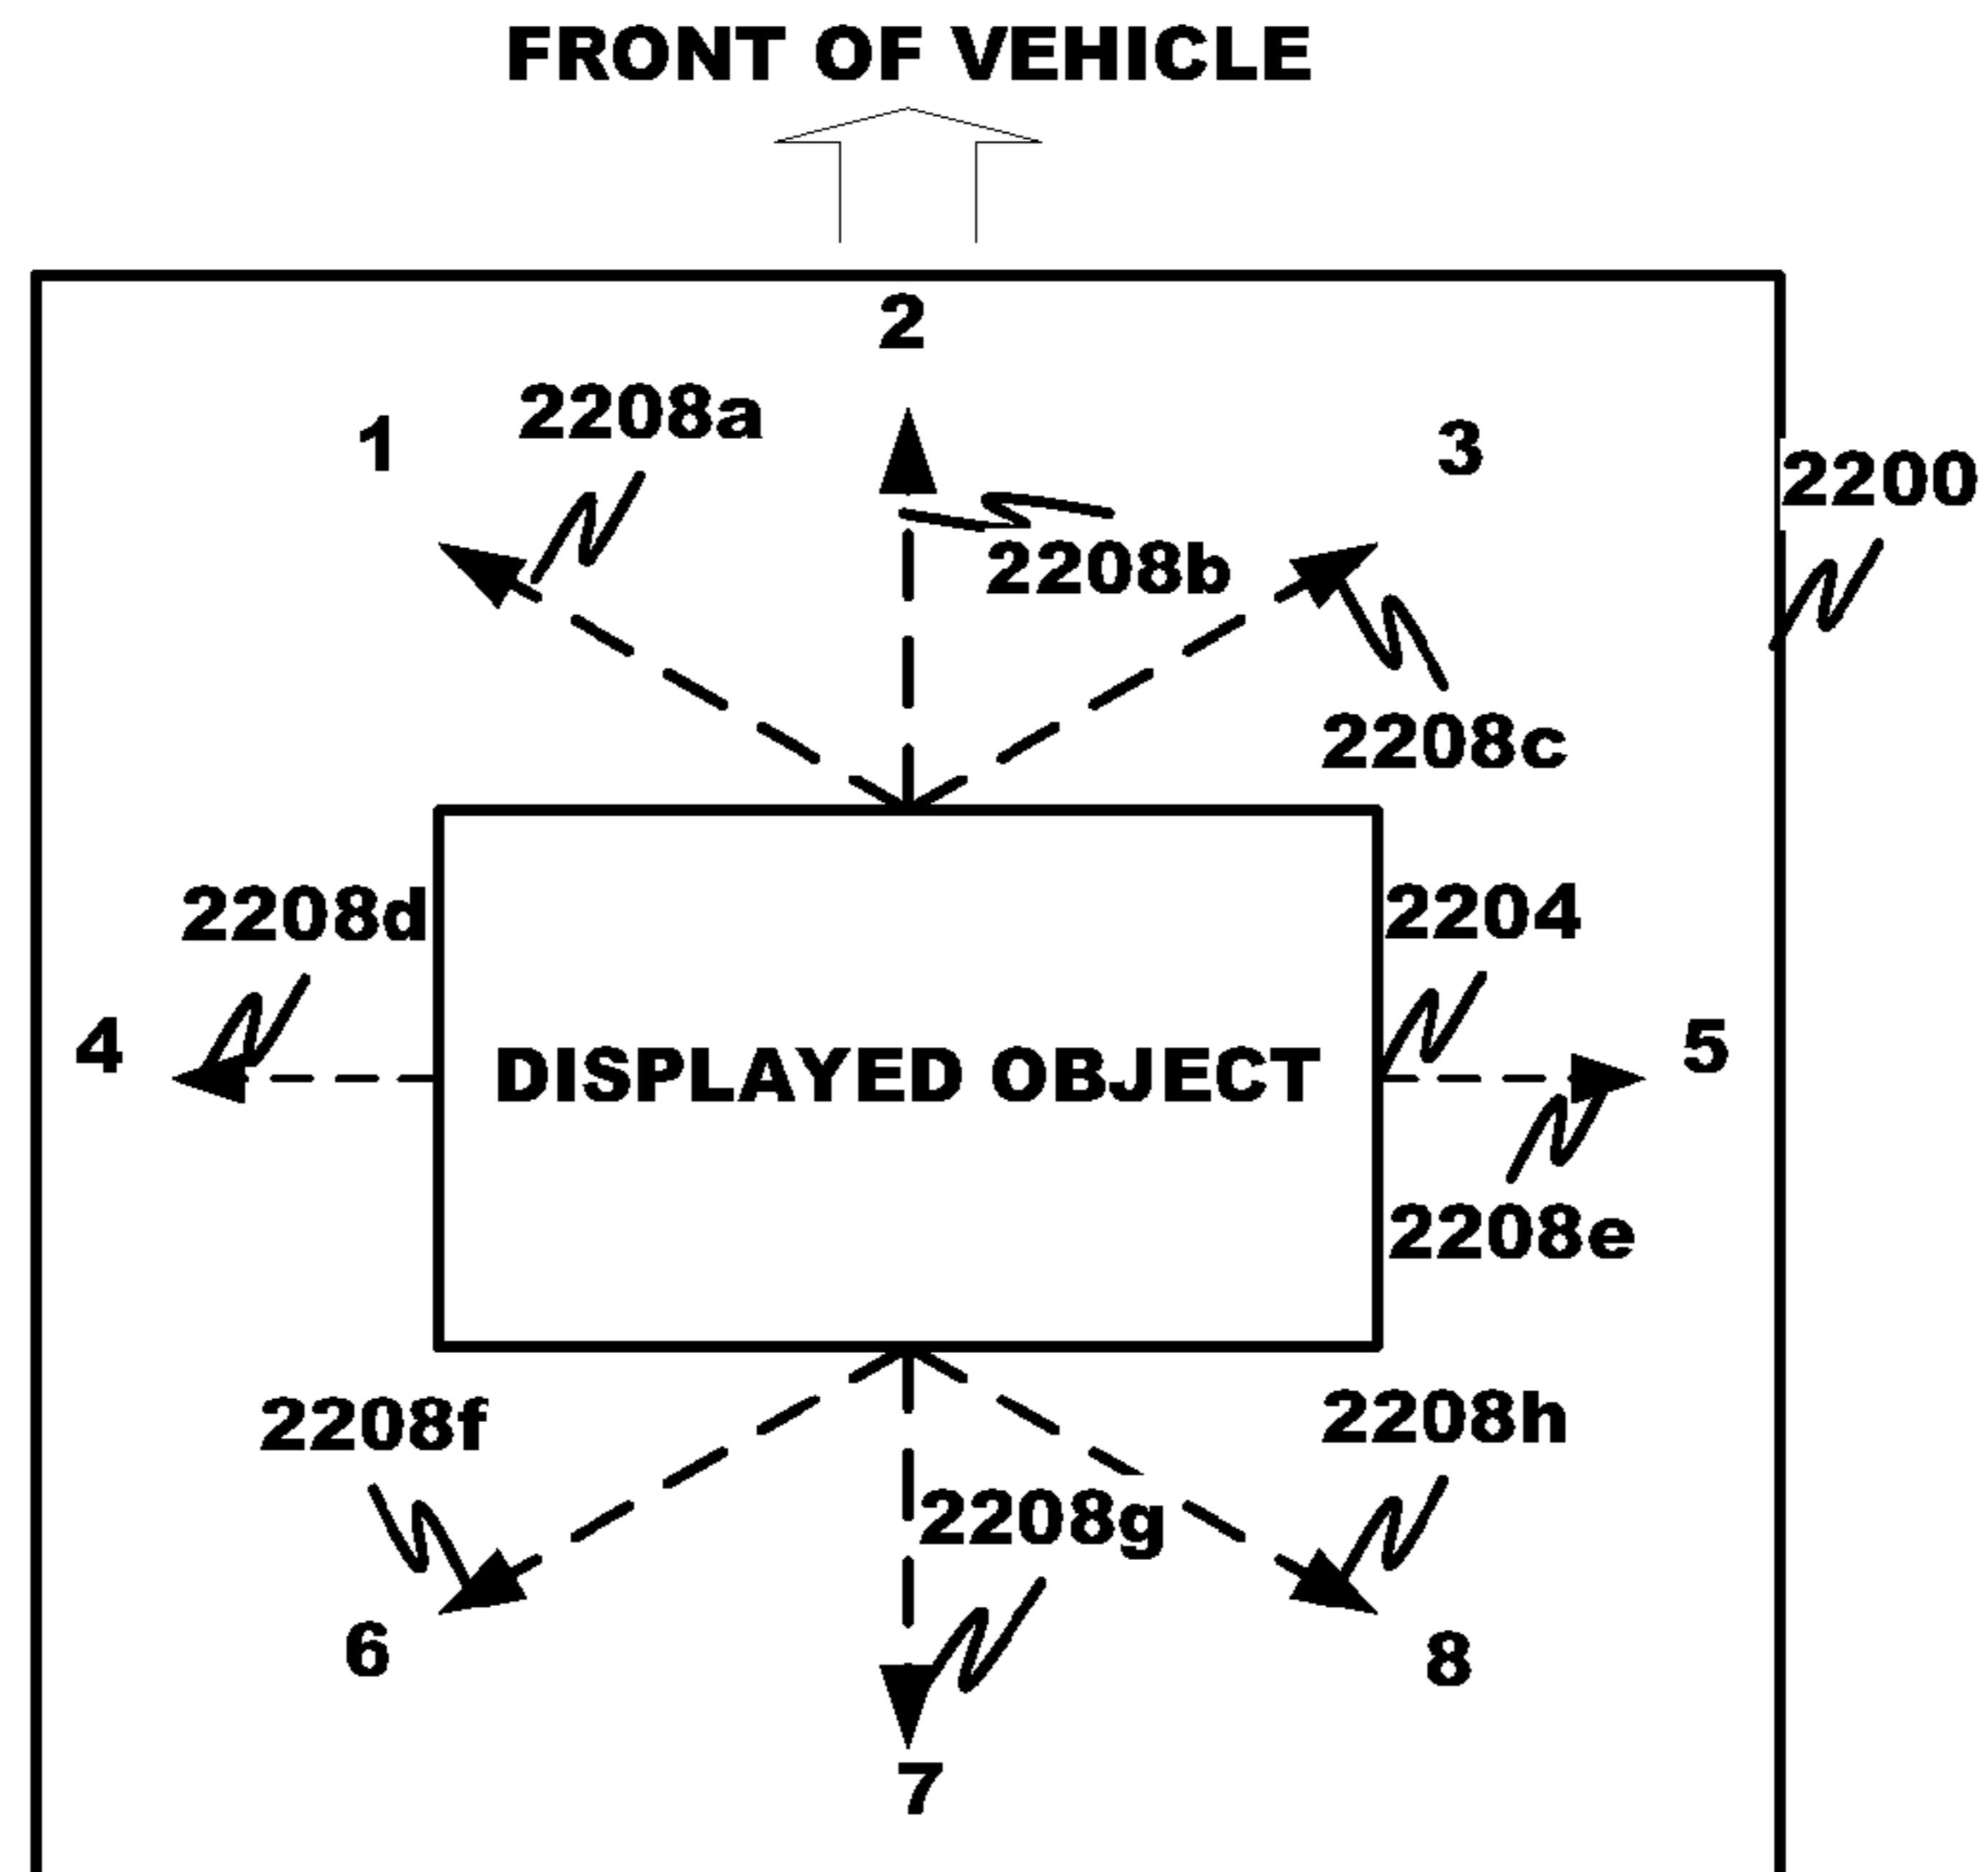 FRONT OF VEHICLE
2
1
2208a
3
2200
2208b
2208c
2208d
2204
4
DISPLAYED OBJECT
5
2208e
2208f
2208h
2208g
6
8
7